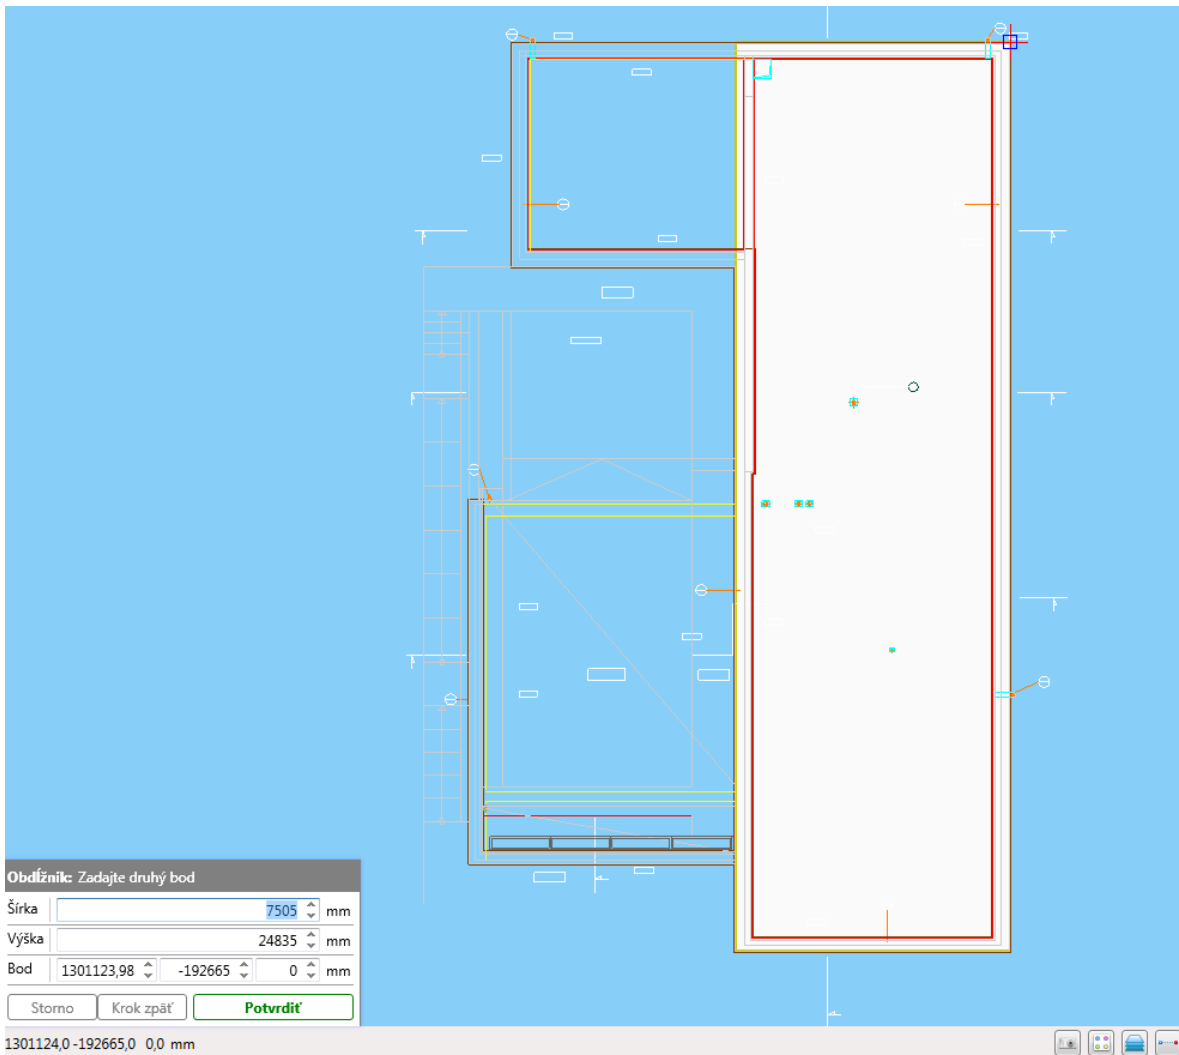 Obdĺžnik: Zadajte druhý bod
Šírka 7505 mm
Výška 24835 mm
Bod 1301123,98 -192665 0 mm
Storno Krok zpäť Potvrdiť
1301124,0 -192665,0 0,0 mm